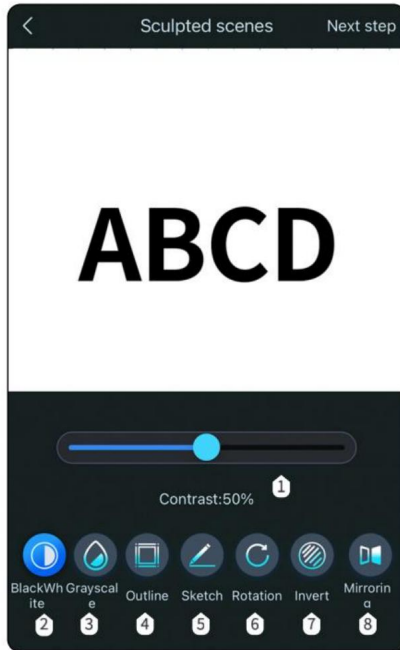 Sculpted scenes
Next step
ABCD
Contrast:50%
1
BlackWh
ite
Grayscal
e
Outline
Sketch
Rotation
Invert
Mirrorin
g
2
3
4
5
6
7
8